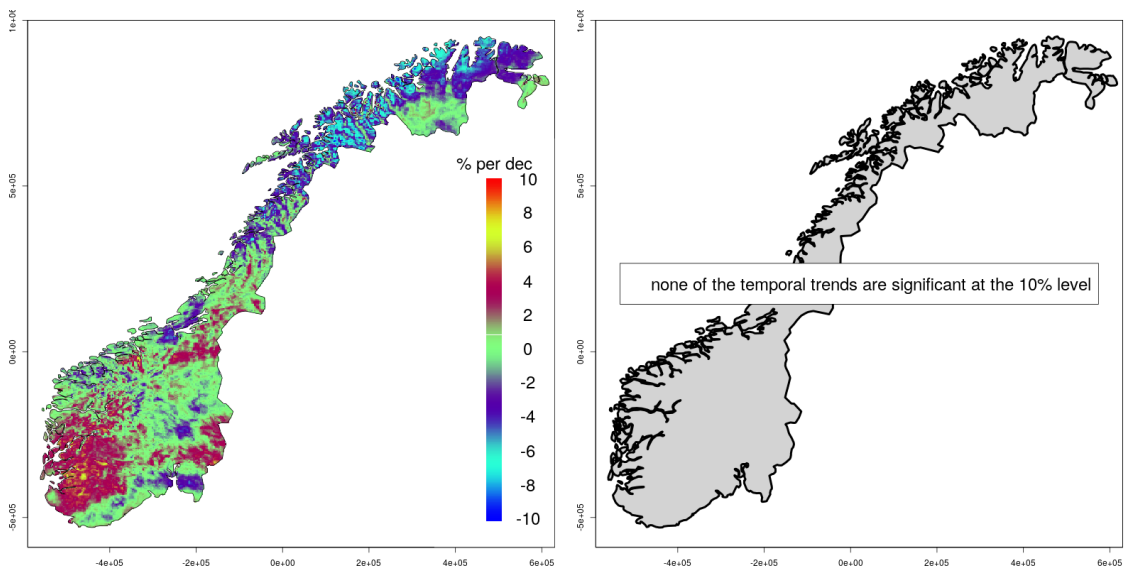 1e+06
5e+05
0e+00
-5e+05
-4e+05
-2e+05
0e+00
2e+05
4e+05
6e+05
% per dec
10
8
6
4
2
0
-2
-4
-6
-8
-10
5e+05
0e+00
-5e+05
-4e+05
-2e+05
0e+00
2e+05
4e+05
6e+05
none of the temporal trends are significant at the 10% level